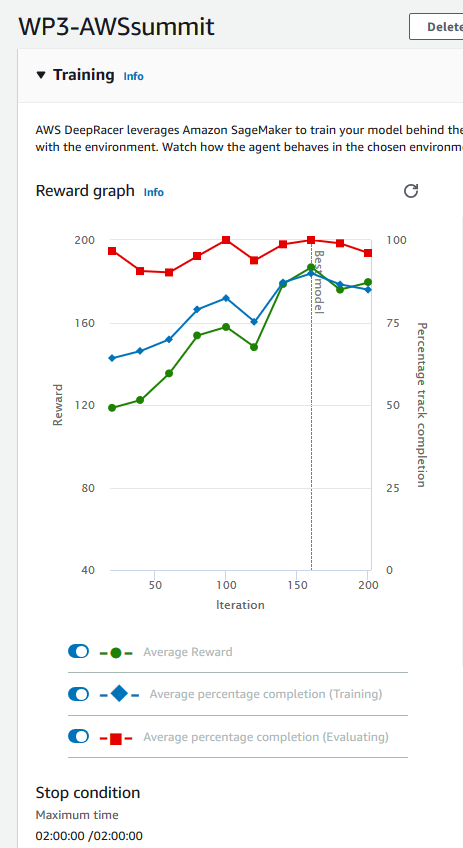 WP3-AWSsummit
Delete
Training Info
AWS DeepRacer leverages Amazon SageMaker to train your model behind the
with the environment. Watch how the agent behaves in the chosen environm
Reward graph Info
200
160
120
80
40
100
75
50
25
0
Reward
Percentage track completion
Best model
50 100 150 200
Iteration
Average Reward
Average percentage completion (Training)
Average percentage completion (Evaluating)
Stop condition
Maximum time
02:00:00 /02:00:00